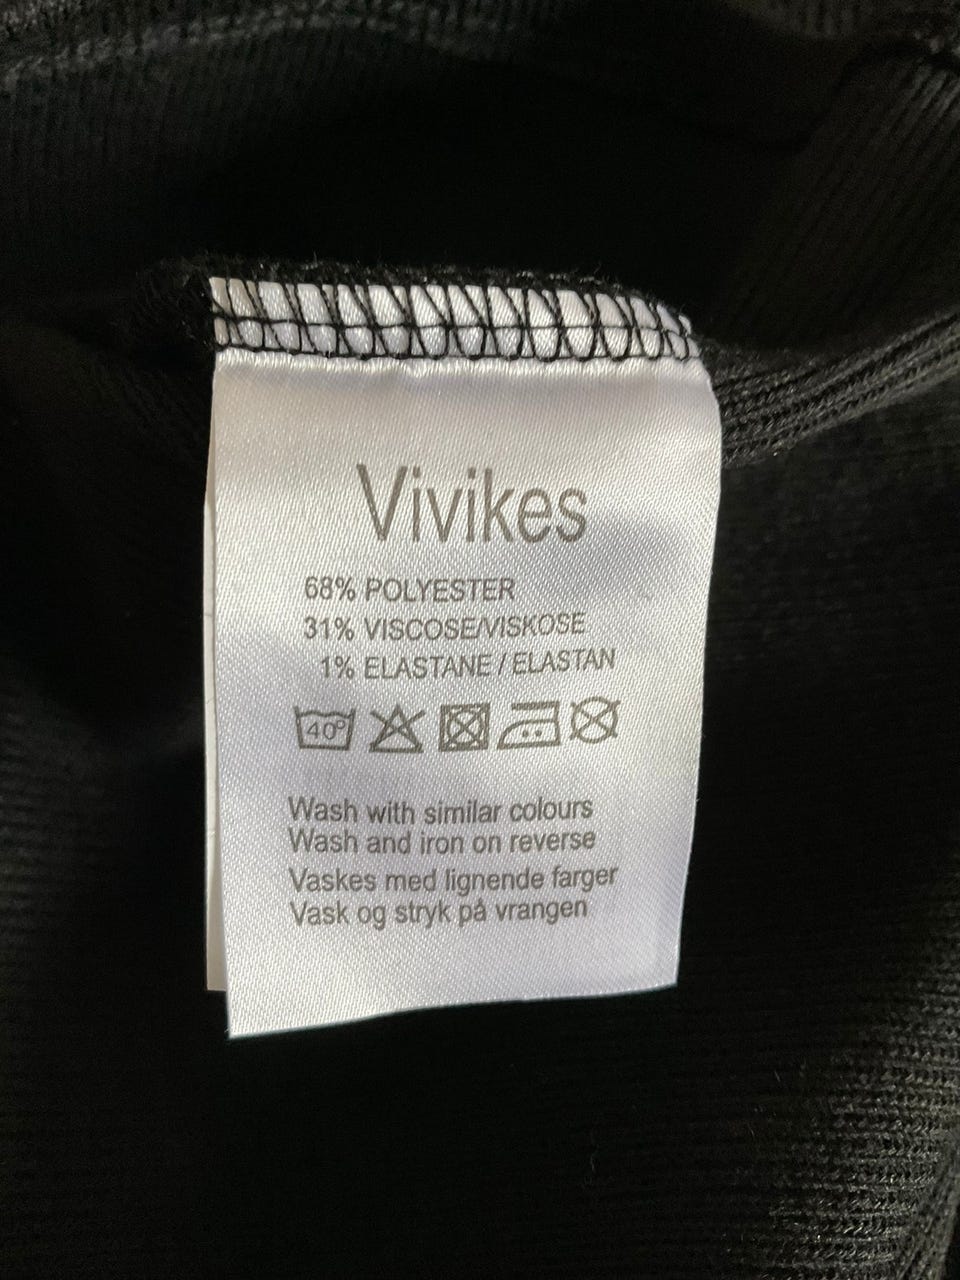 Vivikes
68% POLYESTER
31% VISCOSE/VISKOSE
1% ELASTANE / ELASTAN
40°
Wash with similar colours
Wash and iron on reverse
Vaskes med lignende farger
Vask og stryk på vrangen